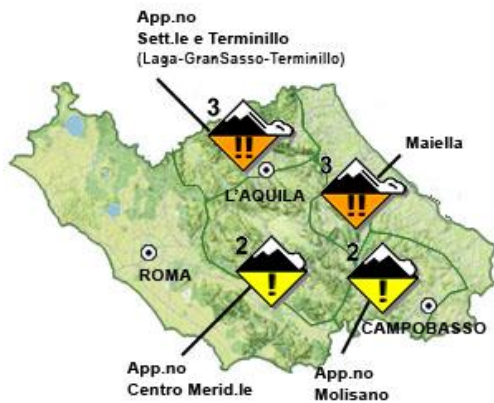 App.no
Sett.le e Terminillo
(Laga-GranSasso-Terminillo)
3
!!
Maiella
3
!!
L'AQUILA
2
!
2
!
ROMA
CAMPOBASSO
App.no
Centro Merid.le
App.no
Molisano